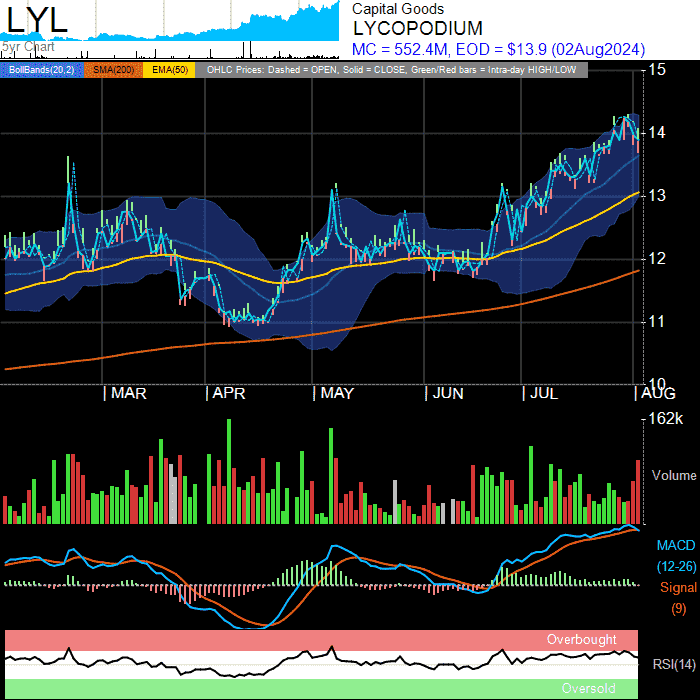 LYL
5yr Chart
Capital Goods
LYCOPODIUM
MC = 552.4M, EOD = $13.9 (02Aug2024)
BollBands(20,2) SMA(200) EMA(50) OHLC Prices: Dashed = OPEN, Solid = CLOSE, Green/Red bars = Intra-day HIGH/LOW
15
14
13
12
11
10
MAR APR MAY JUN JUL AUG
162k
Volume
MACD
(12-26)
Signal
(9)
Overbought
RSI(14)
Oversold